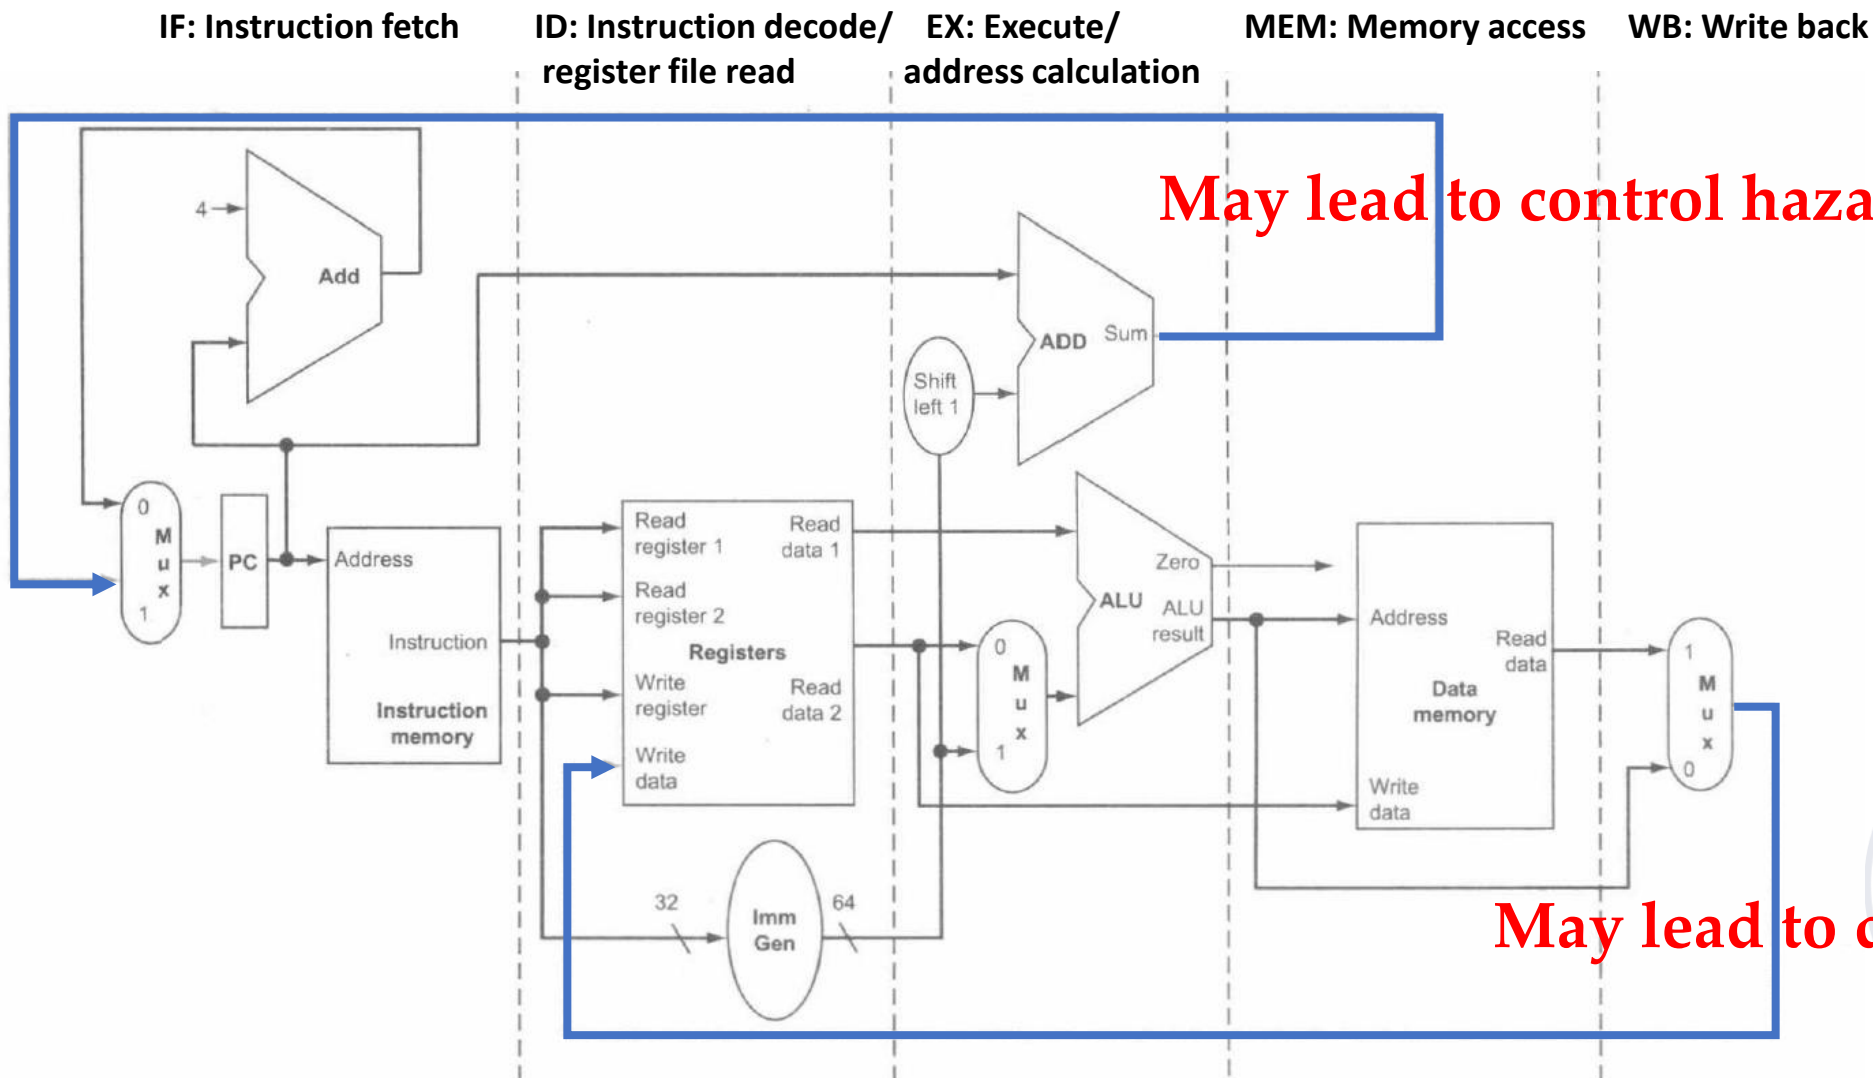 IF: Instruction fetch
ID: Instruction decode/
register file read
EX: Execute/
address calculation
MEM: Memory access
WB: Write back
May lead to control haza
4
Add
ADD
Sum
Shift
left 1
0
M
u
x
1
PC
Address
Instruction
Instruction
memory
Read
register 1
Read
register 2
Write
register
Write
data
Registers
Read
data 1
Read
data 2
0
M
u
x
1
Zero
ALU
ALU
result
Address
Read
data
Data
memory
Write
data
1
M
u
x
0
32
Imm
Gen
64
May lead to